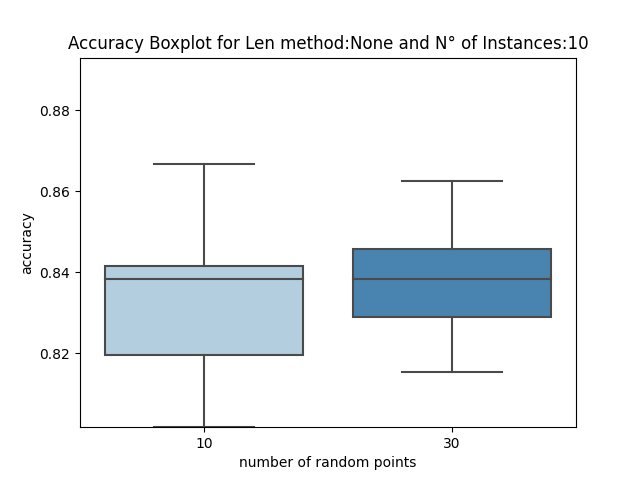 Accuracy Boxplot for Len method:None and N° of Instances:10
0.88
0.86
0.84
0.82
accuracy
10 30
number of random points